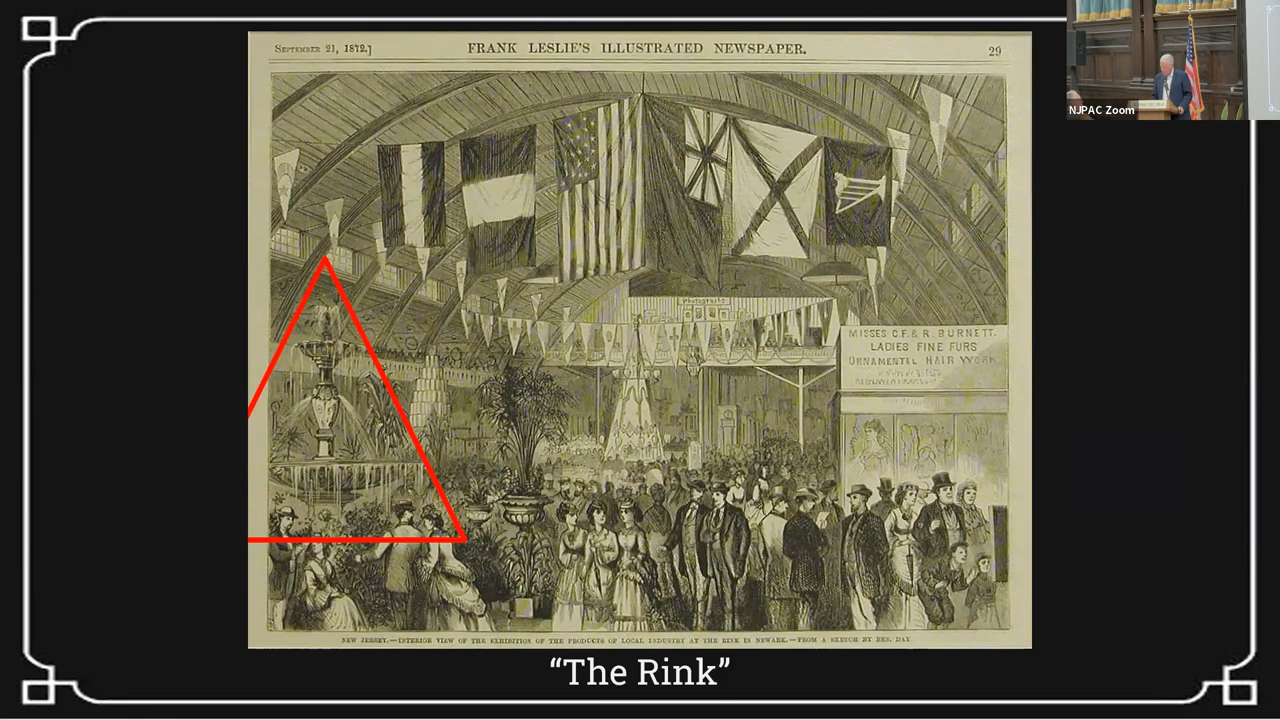 SEPTEMBER 21, 1872.]
FRANK LESLIE'S ILLUSTRATED NEWSPAPER.
29
NJPAC Zoom
Photographs
MISSES C.F. & R. BURNETT.
LADIES FINE FURS
ORNAMENTAL HAIR WORK
NEW JERSEY.—INTERIOR VIEW OF THE EXHIBITION OF THE PRODUCTS OF LOCAL INDUSTRY AT THE RINK IN NEWARK.—FROM A SKETCH BY BEN. DAY.
“The Rink”